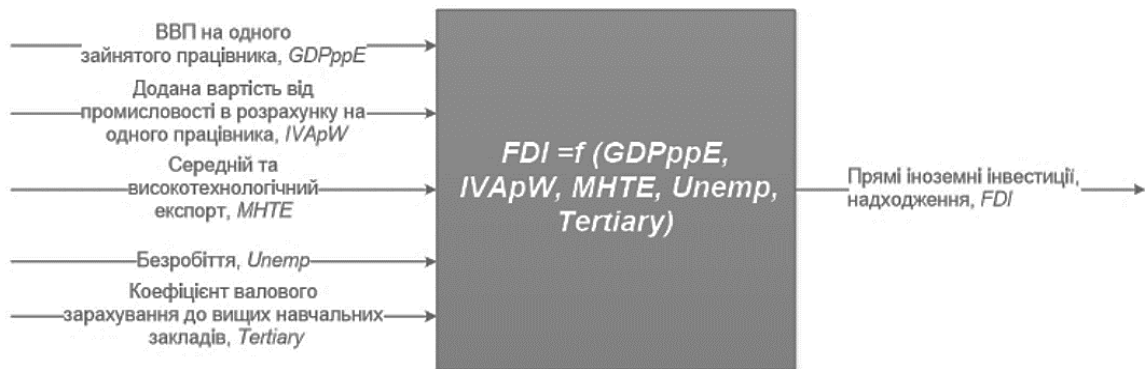 ВВП на одного
зайнятого працівника, GDPppE
Додана вартість від
промисловості в розрахунку на
одного працівника, IVApW
Середній та
високотехнологічний
експорт, MHTE
Безробіття, Unemp
Коефіцієнт валового
зарахування до вищих навчальних
закладів, Tertiary
FDI =f (GDPppE,
IVApW, MHTE, Unemp,
Tertiary)
Прямі іноземні інвестиції,
надходження, FDI